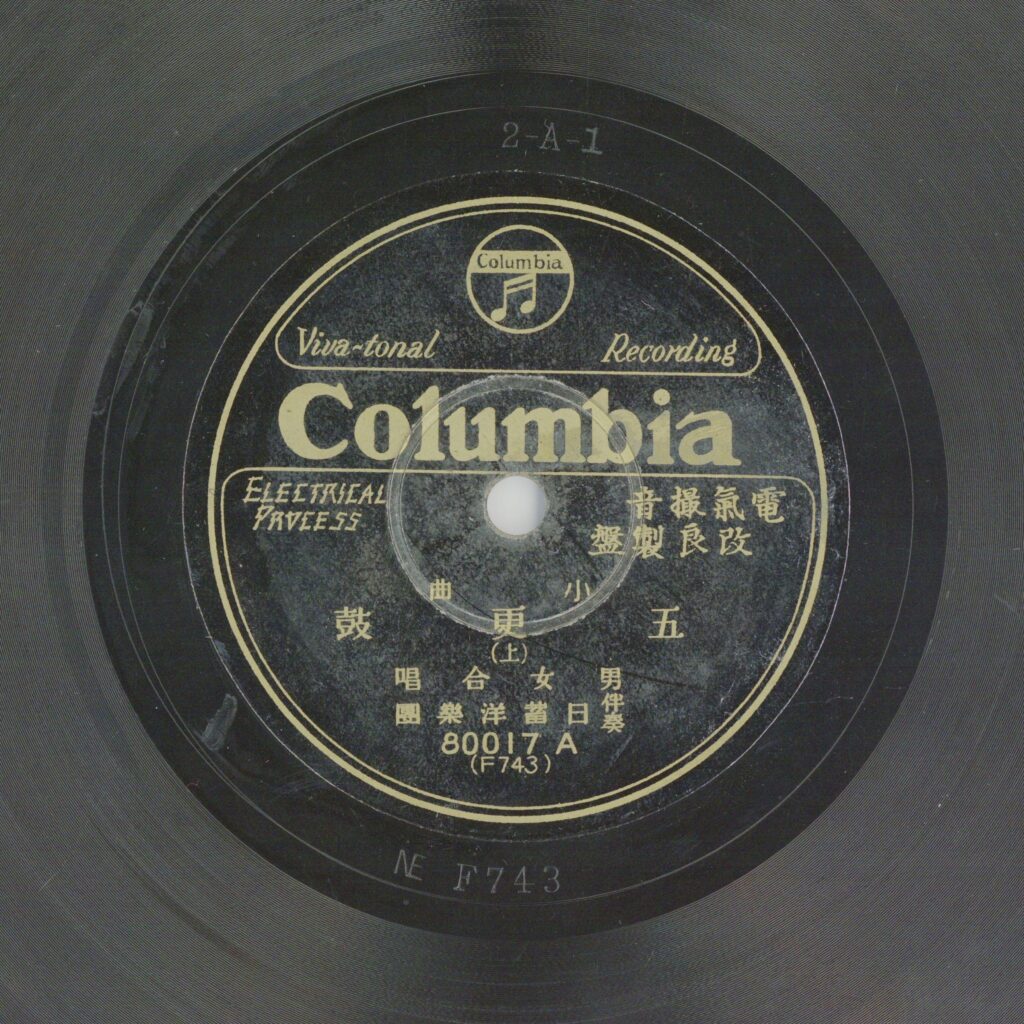 2-A-1
Columbia
Viva-tonal Recording
Columbia
ELECTRICAL
PROCESS
電氣撮音
改良製盤
小曲
五更鼓
(上)
男女合唱
伴奏 日蓄洋樂團
80017 A
(F743)
NE F743